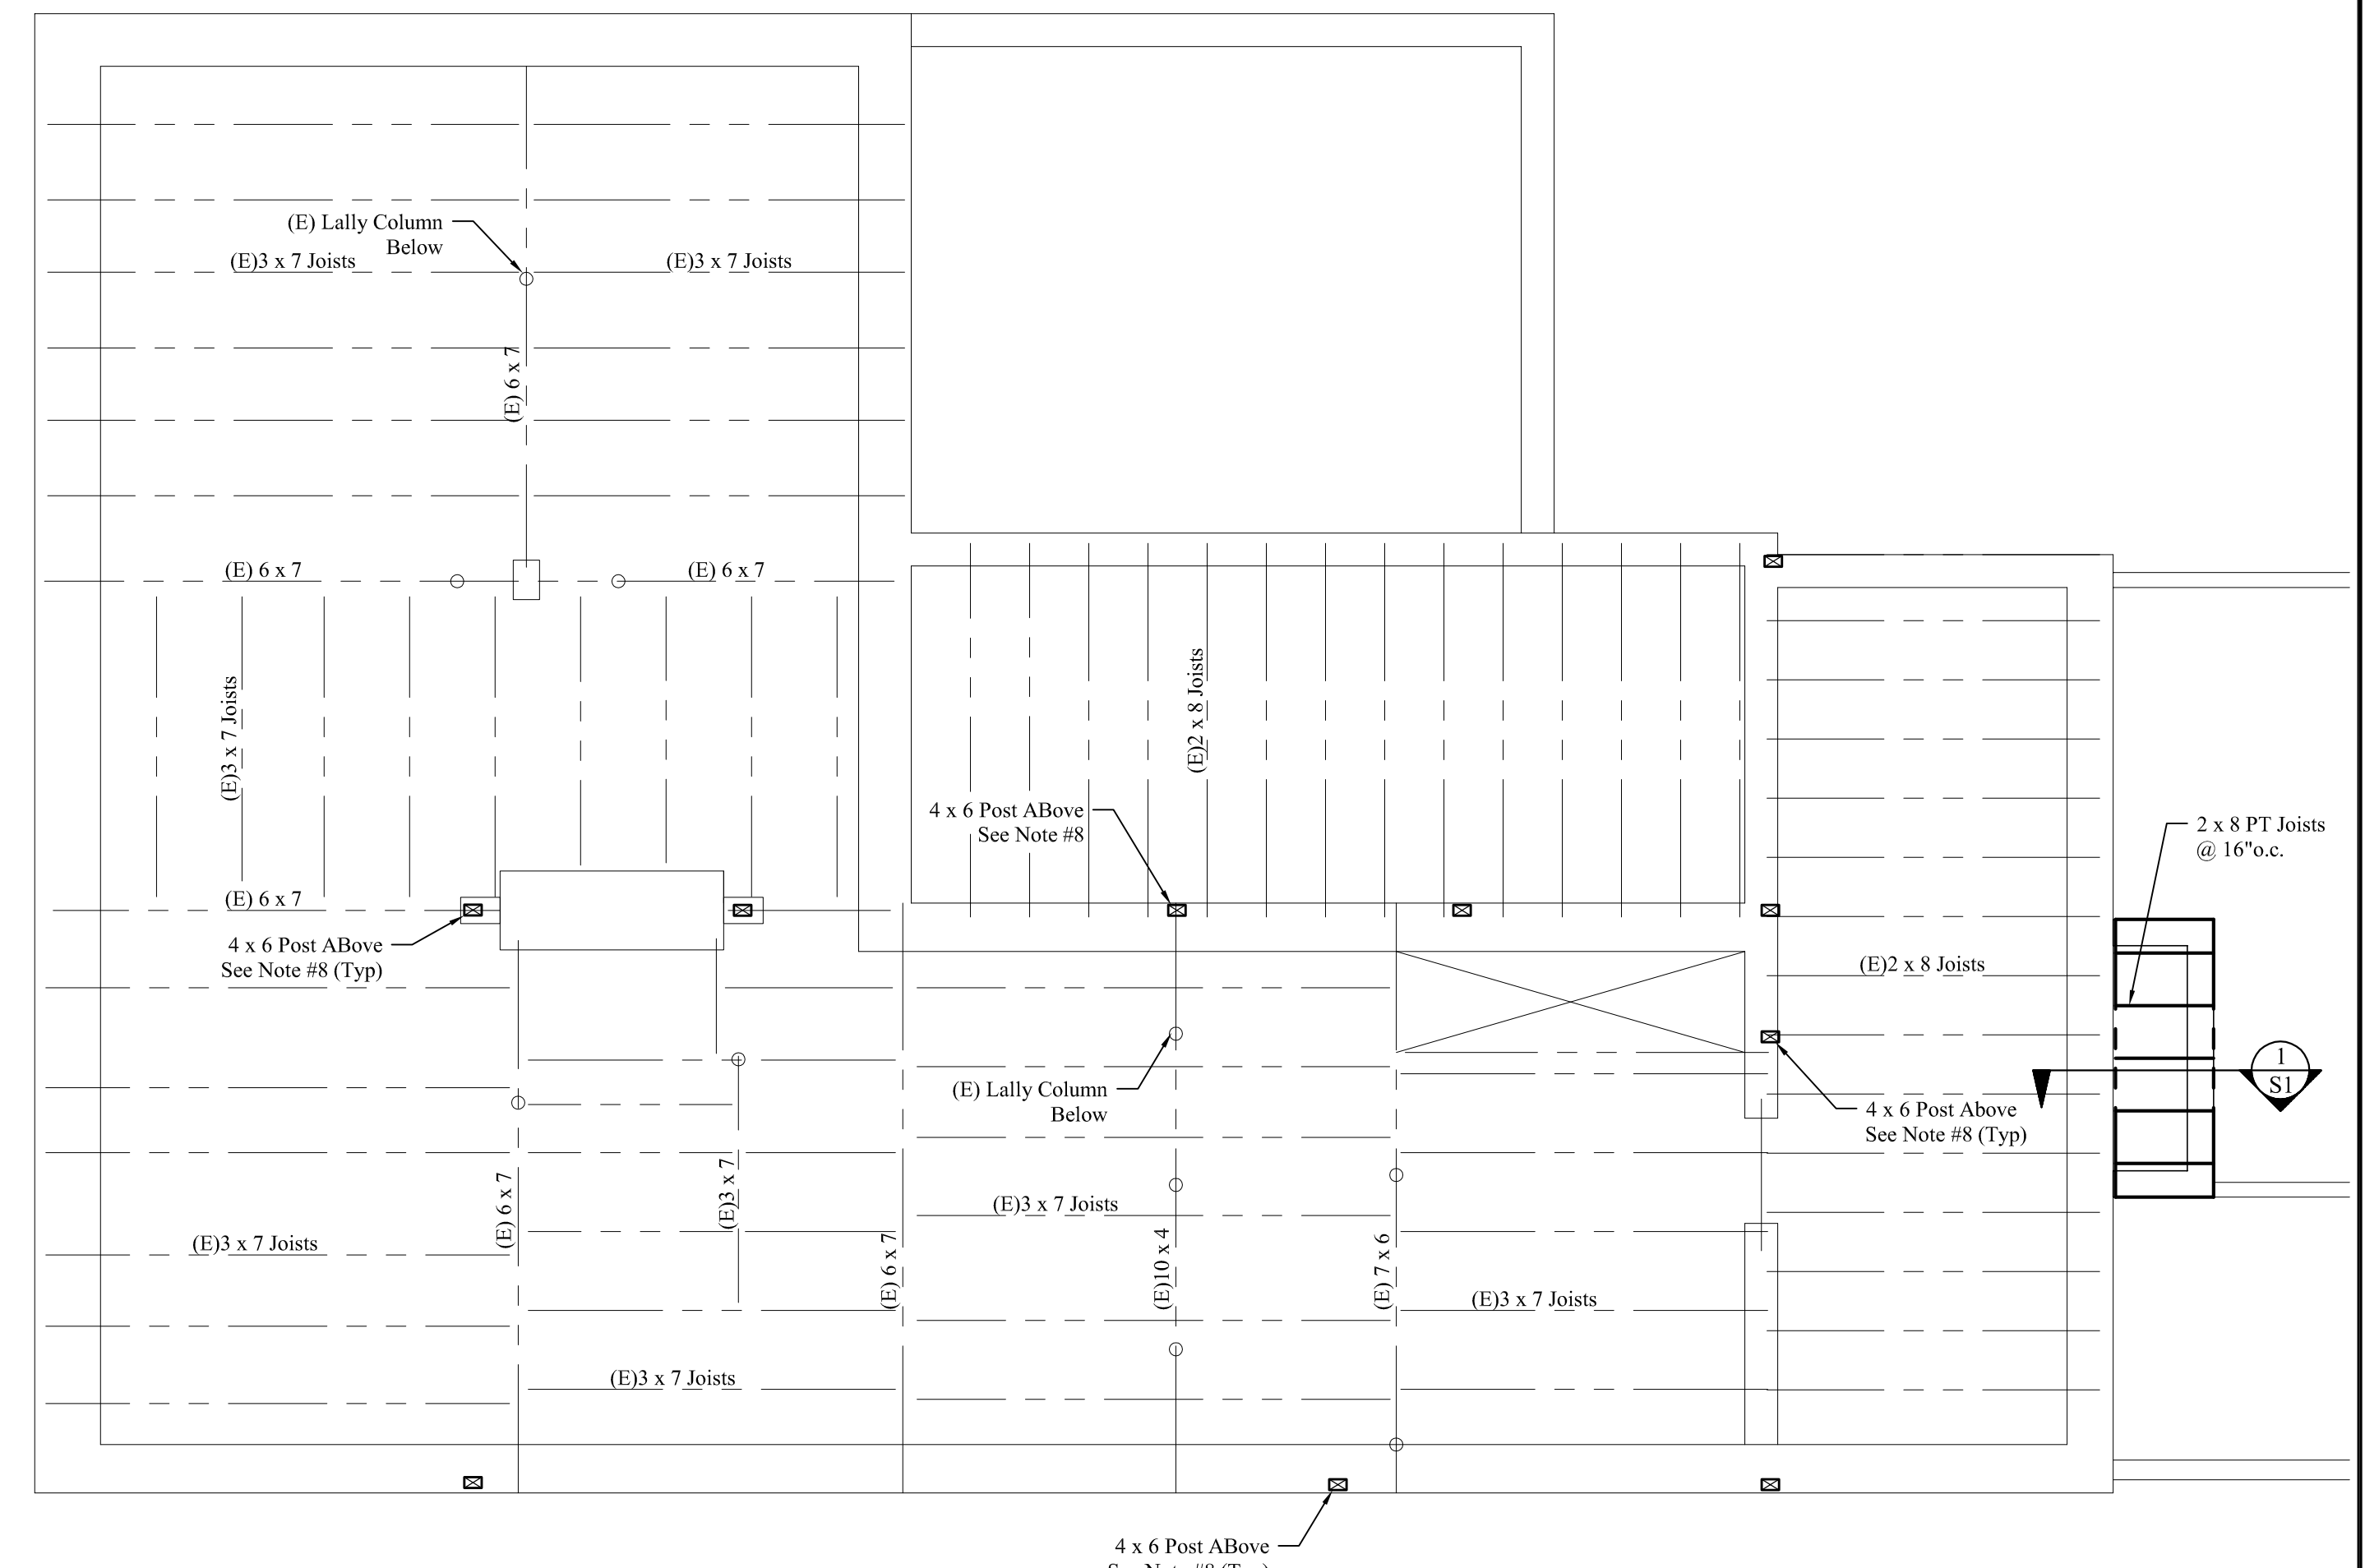 (E) Lally Column
Below
(E)3 x 7 Joists
(E)3 x 7 Joists
(E) 6 x 7
(E) 6 x 7
(E) 6 x 7
(E)3 x 7 Joists
(E)2 x 8 Joists
4 x 6 Post ABove
See Note #8
2 x 8 PT Joists
@ 16"o.c.
(E) 6 x 7
4 x 6 Post ABove
See Note #8 (Typ)
(E)2 x 8 Joists
(E) Lally Column
Below
1
S1
4 x 6 Post Above
See Note #8 (Typ)
(E) 6 x 7
(E)3 x 7
(E)3 x 7 Joists
(E)3 x 7 Joists
(E) 6 x 7
(E)10 x 4
(E) 7 x 6
(E)3 x 7 Joists
(E)3 x 7 Joists
4 x 6 Post ABove
See Note #8 (Typ)